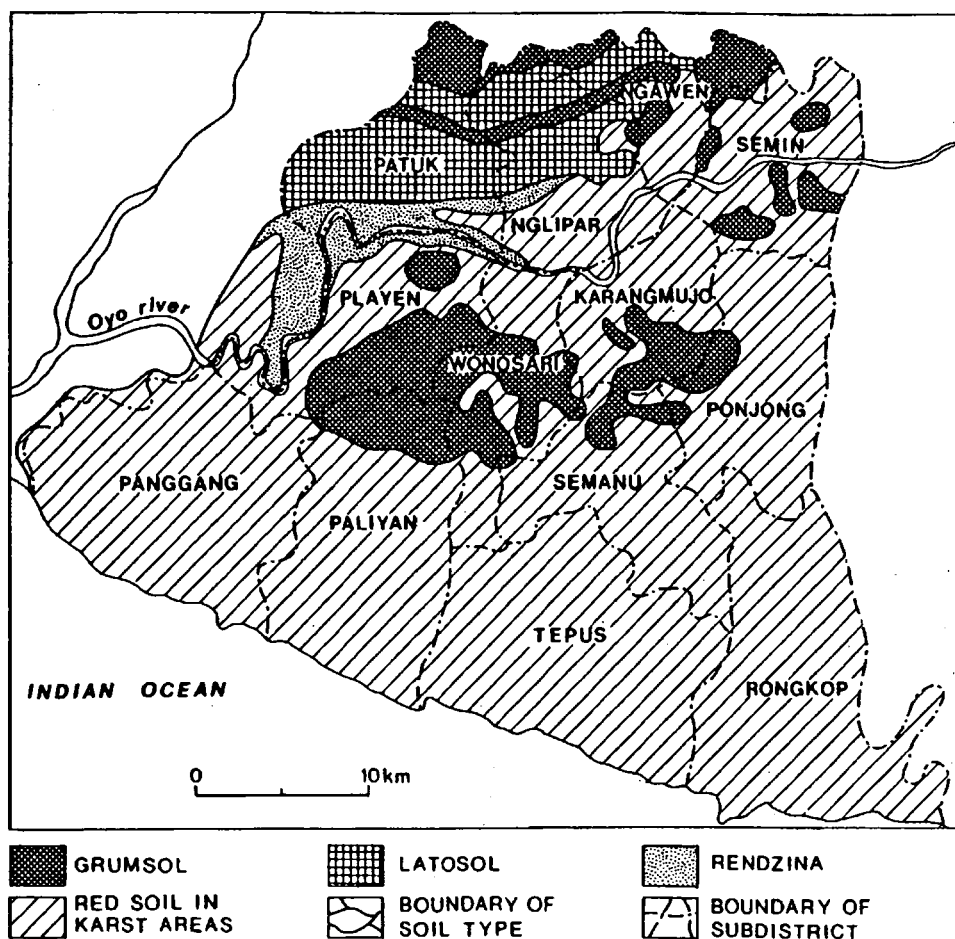 NGAWEN
SEMIN
PATUK
NGLIPAR
PLAYEN
KARANGMUJO
Oyo river
WONOSARI
PONJONG
PANGGANG
SEMANU
PALIYAN
TEPUS
RONGKOP
INDIAN OCEAN
0 10km
GRUMSOL
LATOSOL
RENDZINA
RED SOIL IN
KARST AREAS
BOUNDARY OF
SOIL TYPE
BOUNDARY OF
SUBDISTRICT